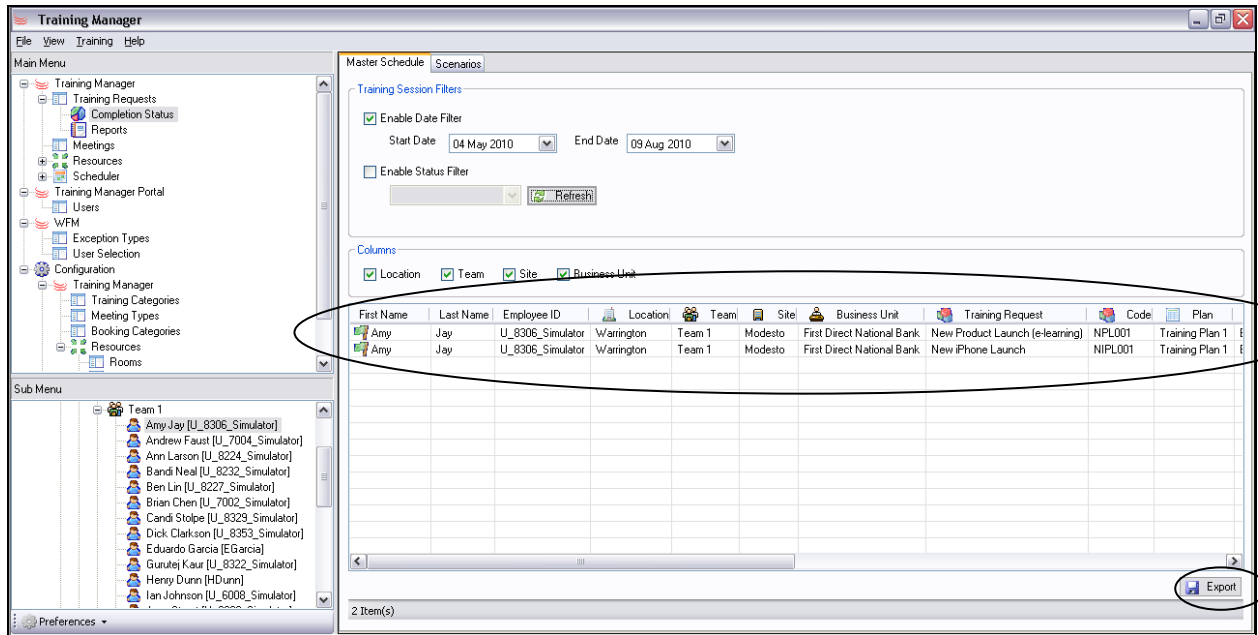 Training Manager
File View Training Help
Main Menu
Training Manager
Training Requests
Completion Status
Reports
Meetings
Resources
Scheduler
Training Manager Portal
Users
WFM
Exception Types
User Selection
Configuration
Training Manager
Training Categories
Meeting Types
Booking Categories
Resources
Rooms
Sub Menu
Team 1
Amy Jay [U_8306_Simulator]
Andrew Faust [U_7004_Simulator]
Ann Larson [U_8224_Simulator]
Bandi Neal [U_8232_Simulator]
Ben Lin [U_8227_Simulator]
Brian Chen [U_7002_Simulator]
Candi Stolpe [U_8329_Simulator]
Dick Clarkson [U_8353_Simulator]
Eduardo Garcia [EGarcia]
Gurutej Kaur [U_8322_Simulator]
Henry Dunn [HDunn]
Ian Johnson [U_6008_Simulator]
Preferences
Master Schedule Scenarios
Training Session Filters
Enable Date Filter
Start Date 04 May 2010 End Date 09 Aug 2010
Enable Status Filter
Refresh
Columns
Location Team Site Business Unit
First Name Last Name Employee ID Location Team Site Business Unit Training Request Code Plan
Amy Jay U_8306_Simulator Warrington Team 1 Modesto First Direct National Bank New Product Launch (e-learning) NPL001 Training Plan 1
Amy Jay U_8306_Simulator Warrington Team 1 Modesto First Direct National Bank New iPhone Launch NIPL001 Training Plan 1
Export
2 Item(s)